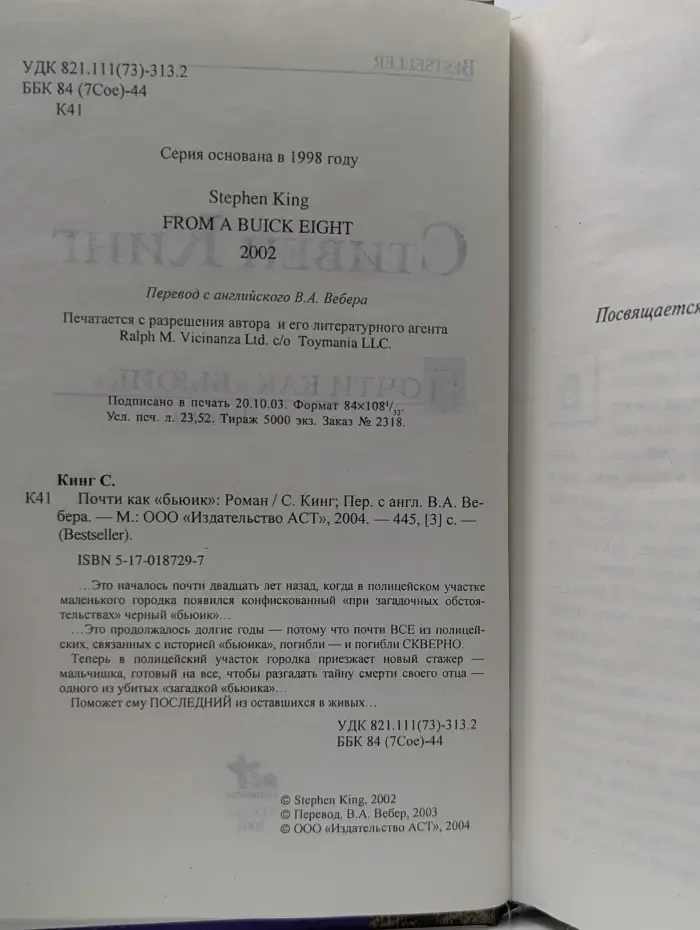 УДК 821.111(73)-313.2
ББК 84 (7Сое)-44
К41
BESTSELLER
Серия основана в 1998 году
Stephen King
FROM A BUICK EIGHT
2002
СТИВЕН КИНГ
Перевод с английского В.А. Вебера
Печатается с разрешения автора и его литературного агента
Ralph M. Vicinanza Ltd. c/o Toymania LLC.
ПОЧТИ КАК «БЬЮИК»
Подписано в печать 20.10.03. Формат 84×108¹/₃₂.
Усл. печ. л. 23,52. Тираж 5000 экз. Заказ № 2318.
Кинг С.
К41 Почти как «бьюик»: Роман / С. Кинг; Пер. с англ. В.А. Ве-
бера. — М.: ООО «Издательство АСТ», 2004. — 445, [3] с. —
(Bestseller).
ISBN 5-17-018729-7
...Это началось почти двадцать лет назад, когда в полицейском участке
маленького городка появился конфискованный «при загадочных обстоя-
тельствах» черный «бьюик»...
...Это продолжалось долгие годы — потому что почти ВСЕ из полицей-
ских, связанных с историей «бьюика», погибли — и погибли СКВЕРНО.
Теперь в полицейский участок городка приезжает новый стажер —
мальчишка, готовый на все, чтобы разгадать тайну смерти своего отца —
одного из убитых «загадкой «бьюика»...
Поможет ему ПОСЛЕДНИЙ из оставшихся в живых...
УДК 821.111(73)-313.2
ББК 84 (7Сое)-44
© Stephen King, 2002
© Перевод. В.А. Вебер, 2003
© ООО «Издательство АСТ», 2004
Посвящается